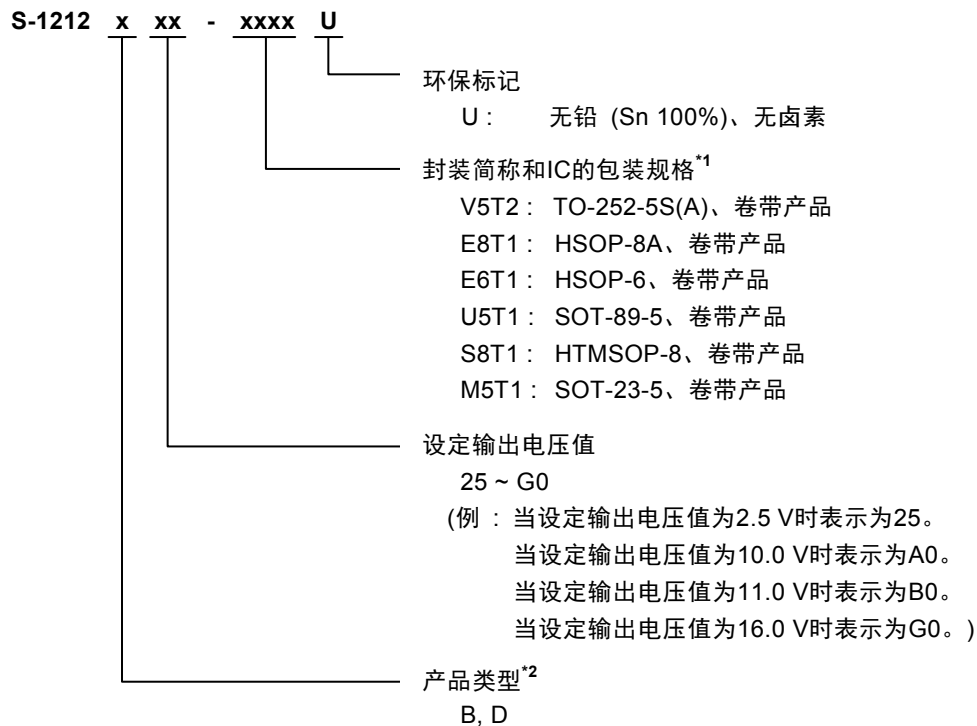 S-1212 x xx - xxxx U
环保标记
U : 无铅 (Sn 100%)、无卤素
封装简称和IC的包装规格*1
V5T2 : TO-252-5S(A)、卷带产品
E8T1 : HSOP-8A、卷带产品
E6T1 : HSOP-6、卷带产品
U5T1 : SOT-89-5、卷带产品
S8T1 : HTMSOP-8、卷带产品
M5T1 : SOT-23-5、卷带产品
设定输出电压值
25 ~ G0
(例 : 当设定输出电压值为2.5 V时表示为25。
当设定输出电压值为10.0 V时表示为A0。
当设定输出电压值为11.0 V时表示为B0。
当设定输出电压值为16.0 V时表示为G0。)
产品类型*2
B, D